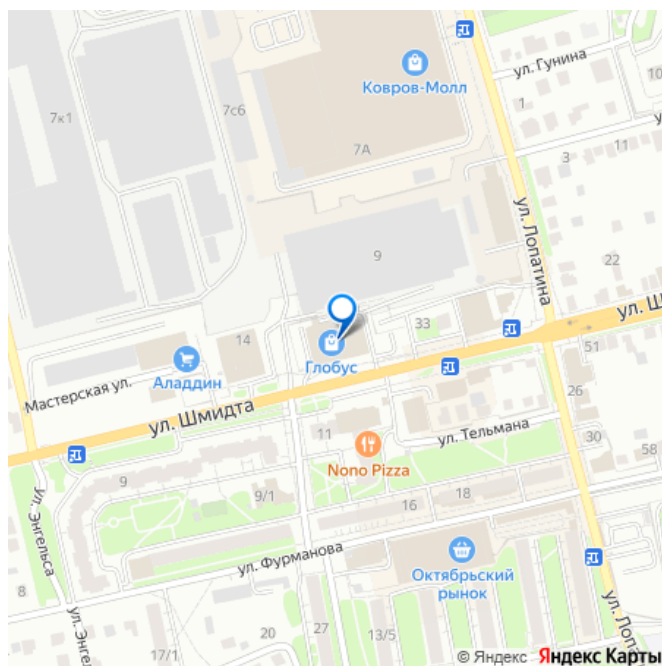 ул. Гунина
10
Ковров-Молл
7с6
1
7к1
7А
3
11
ул. Лопатина
9
22
33
ул. Ш
14
Глобус
51
Аладдин
Мастерская ул.
ул. Шмидта
26
ул. Тельмана
11
30
Nono Pizza
58
9
9/1
18
16
ул. Энгельса
ул. Фурманова
Октябрьский
рынок
8
ул. Энге
20
27
13/5
17/1
ул. Лопа
© Яндекс Яндекс Карты